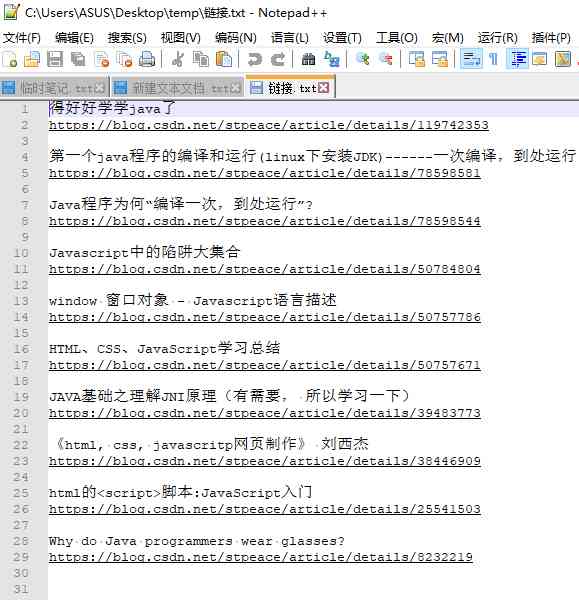 C:\Users\ASUS\Desktop\temp\链接.txt - Notepad++
文件(F) 编辑(E) 搜索(S) 视图(V) 编码(N) 语言(L) 设置(T) 工具(O) 宏(M) 运行(R) 插件(P)
临时笔记.txt 新建文本文档.txt 链接.txt
1 得好好学学java了
2 https://blog.csdn.net/stpeace/article/details/119742353
3
4 第一个java程序的编译和运行(linux下安装JDK)------一次编译，到处运行
5 https://blog.csdn.net/stpeace/article/details/78598581
6
7 Java程序为何“编译一次，到处运行”?
8 https://blog.csdn.net/stpeace/article/details/78598544
9
10 Javascript中的陷阱大集合
11 https://blog.csdn.net/stpeace/article/details/50784804
12
13 window 窗口对象 - Javascript语言描述
14 https://blog.csdn.net/stpeace/article/details/50757786
15
16 HTML、CSS、JavaScript学习总结
17 https://blog.csdn.net/stpeace/article/details/50757671
18
19 JAVA基础之理解JNI原理（有需要， 所以学习一下）
20 https://blog.csdn.net/stpeace/article/details/39483773
21
22 《html, css, javascritp网页制作》 刘西杰
23 https://blog.csdn.net/stpeace/article/details/38446909
24
25 html的<script>脚本:JavaScript入门
26 https://blog.csdn.net/stpeace/article/details/25541503
27
28 Why do Java programmers wear glasses?
29 https://blog.csdn.net/stpeace/article/details/8232219
30
31